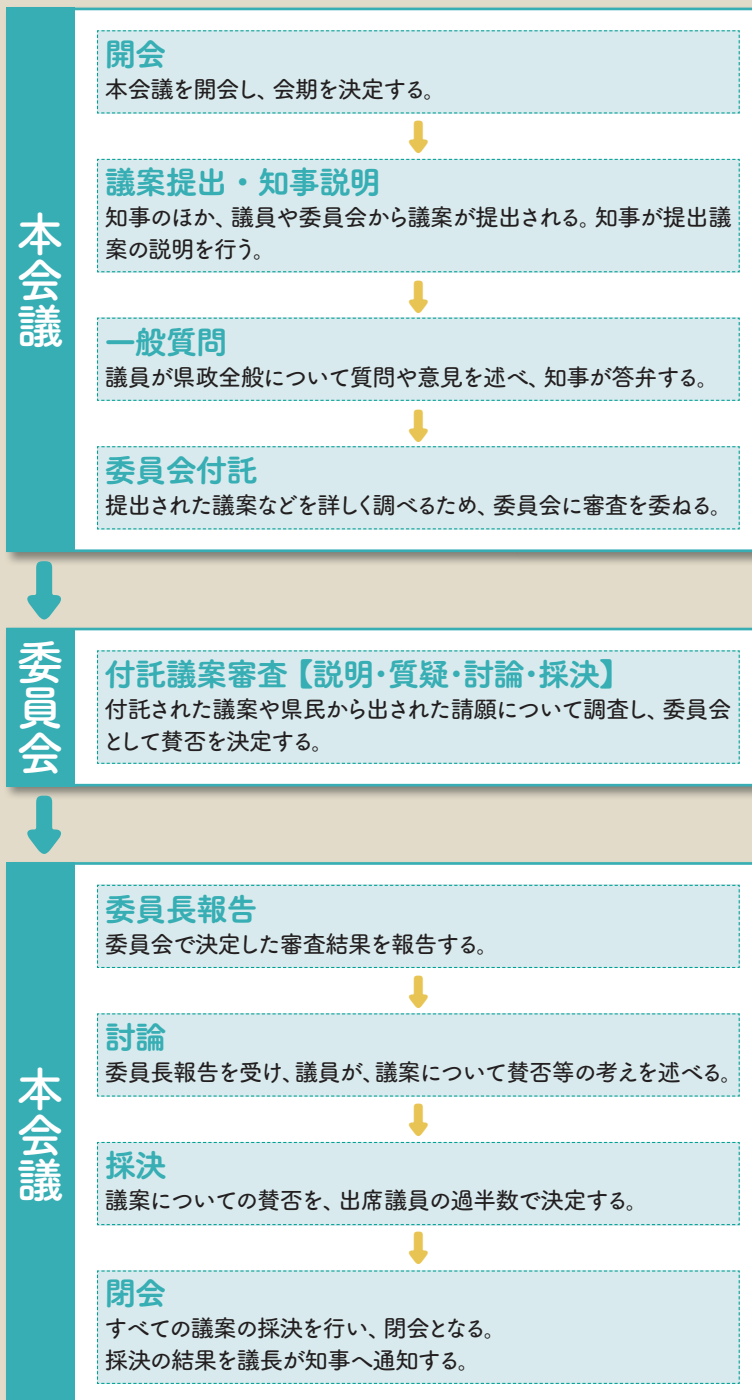 本会議
開会
本会議を開会し、会期を決定する。
議案提出・知事説明
知事のほか、議員や委員会から議案が提出される。知事が提出議
案の説明を行う。
一般質問
議員が県政全般について質問や意見を述べ、知事が答弁する。
委員会付託
提出された議案などを詳しく調べるため、委員会に審査を委ねる。
委員会
付託議案審査【説明・質疑・討論・採決】
付託された議案や県民から出された請願について調査し、委員会
として賛否を決定する。
本会議
委員長報告
委員会で決定した審査結果を報告する。
討論
委員長報告を受け、議員が、議案について賛否等の考えを述べる。
採決
議案についての賛否を、出席議員の過半数で決定する。
閉会
すべての議案の採決を行い、閉会となる。
採決の結果を議長が知事へ通知する。